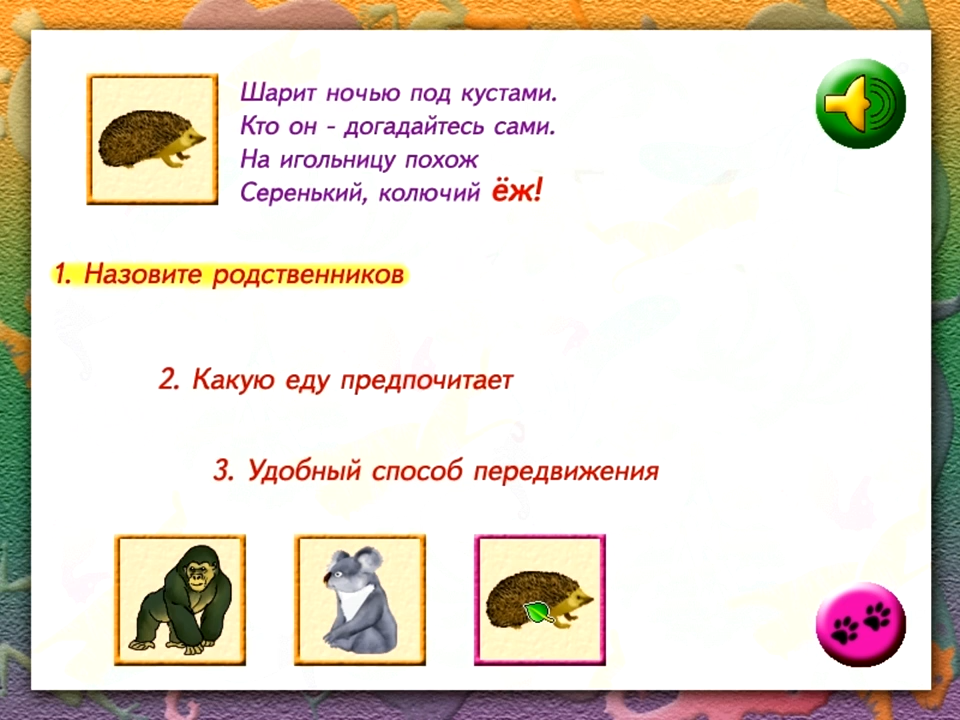 Шарит ночью под кустами.
Кто он - догадайтесь сами.
На игольницу похож
Серенький, колючий ёж!
1. Назовите родственников
2. Какую еду предпочитает
3. Удобный способ передвижения